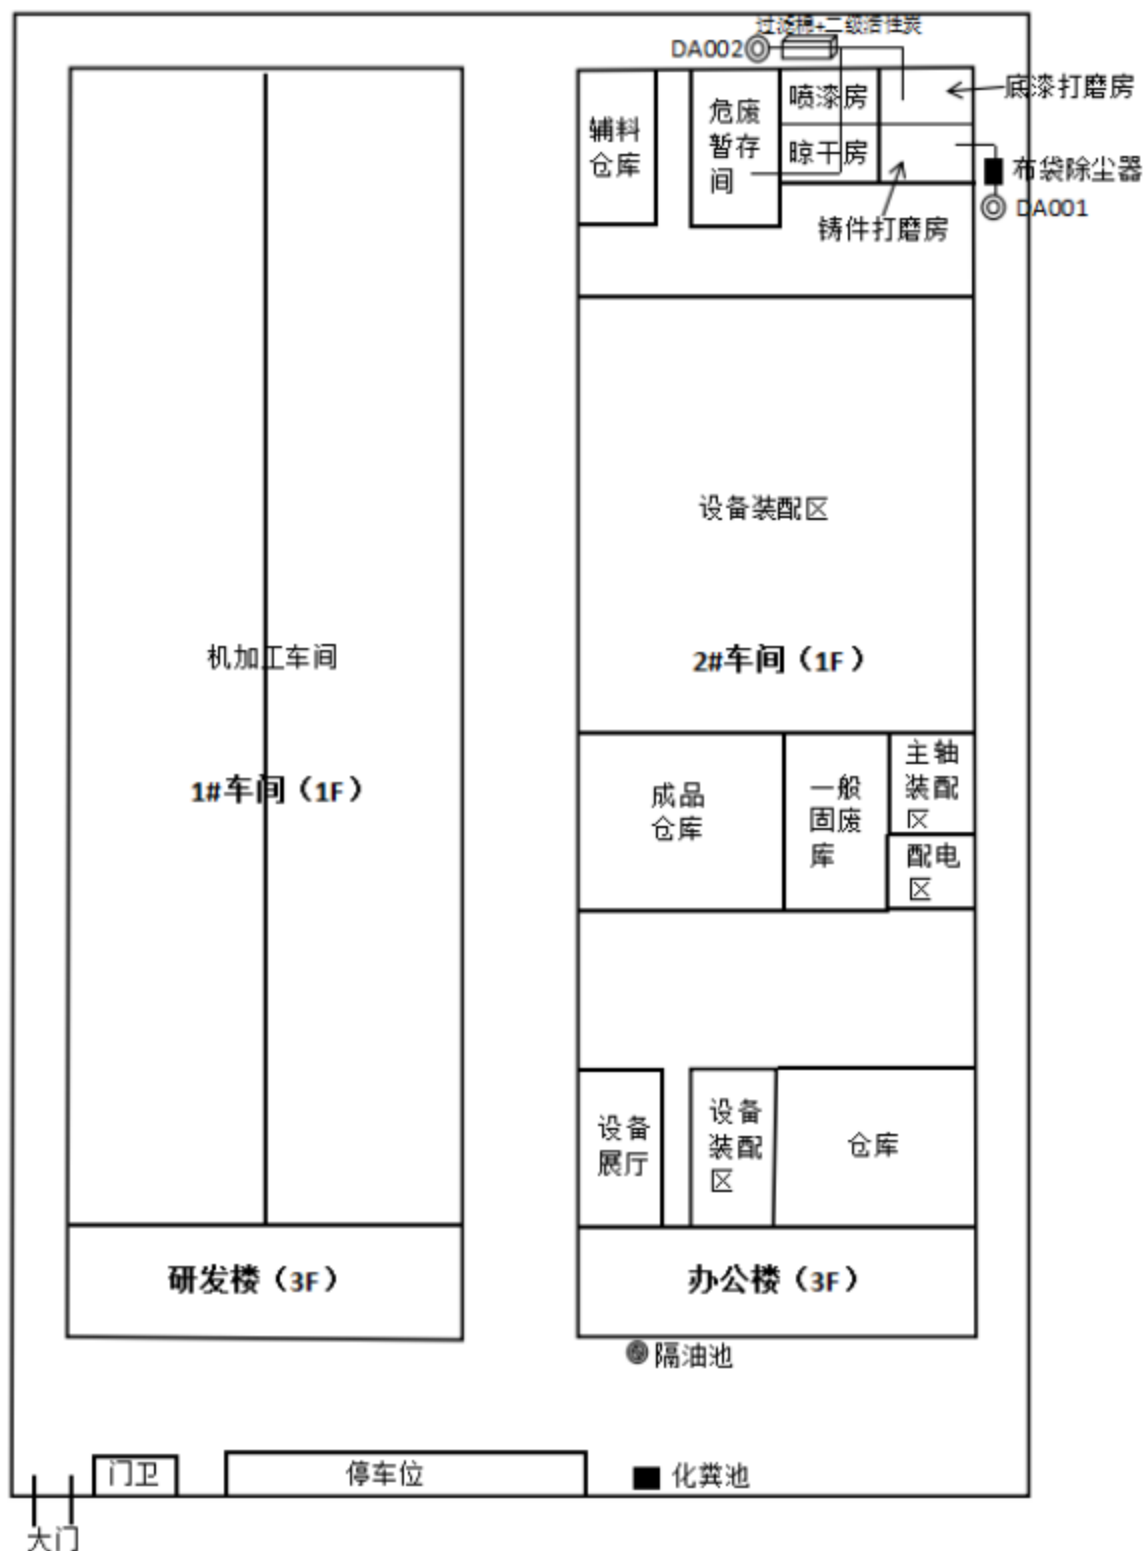 过滤棉+二级活性炭
DA002
底漆打磨房
喷漆房
辅料
仓库
危废
暂存
间
晾干房
布袋除尘器
DA001
铸件打磨房
设备装配区
机加工车间
2#车间（1F）
1#车间（1F）
成品
仓库
一般
固废
库
主轴
装配
区
配电
区
设备
展厅
设备
装配
区
仓库
研发楼（3F）
办公楼（3F）
隔油池
门卫
停车位
化粪池
大门